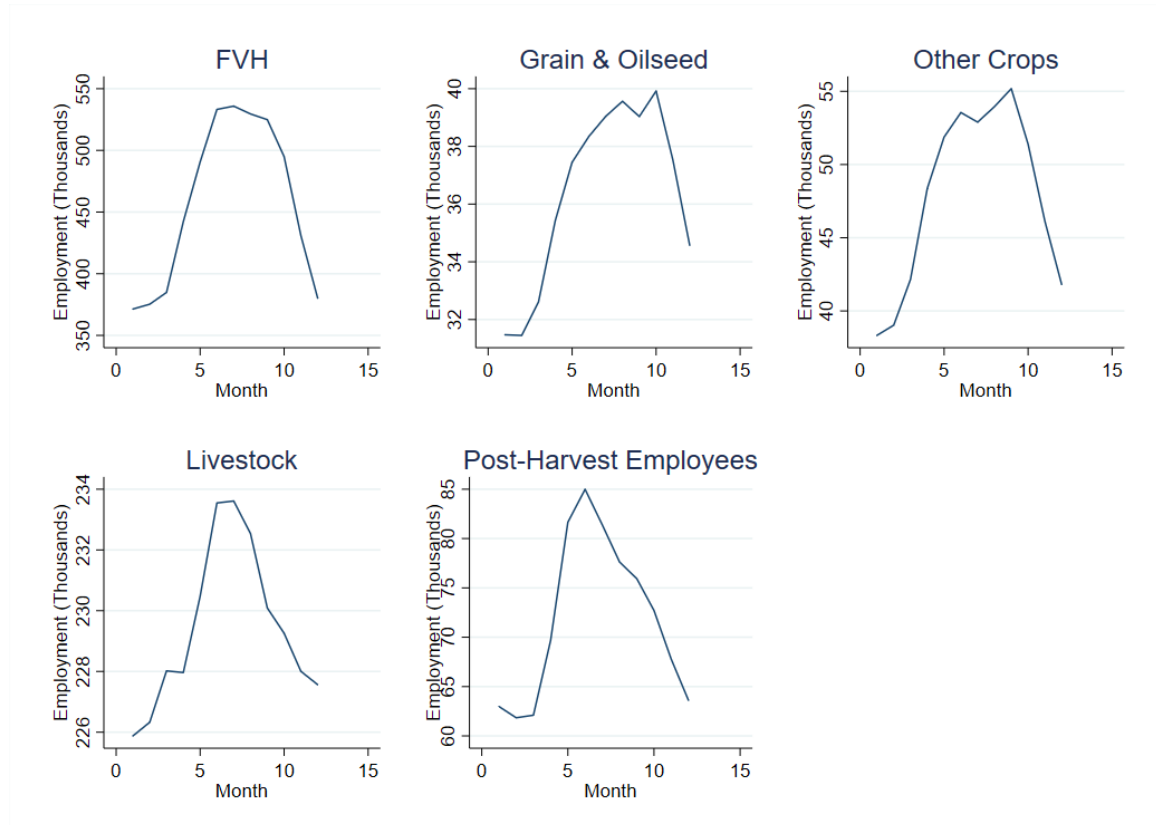 FVH
Employment (Thousands)
550
500
450
400
350
0 5 10 15
Month
Grain & Oilseed
Employment (Thousands)
40
38
36
34
32
0 5 10 15
Month
Other Crops
Employment (Thousands)
55
50
45
40
0 5 10 15
Month
Livestock
Employment (Thousands)
234
232
230
228
226
0 5 10 15
Month
Post-Harvest Employees
Employment (Thousands)
85
80
75
70
65
60
0 5 10 15
Month